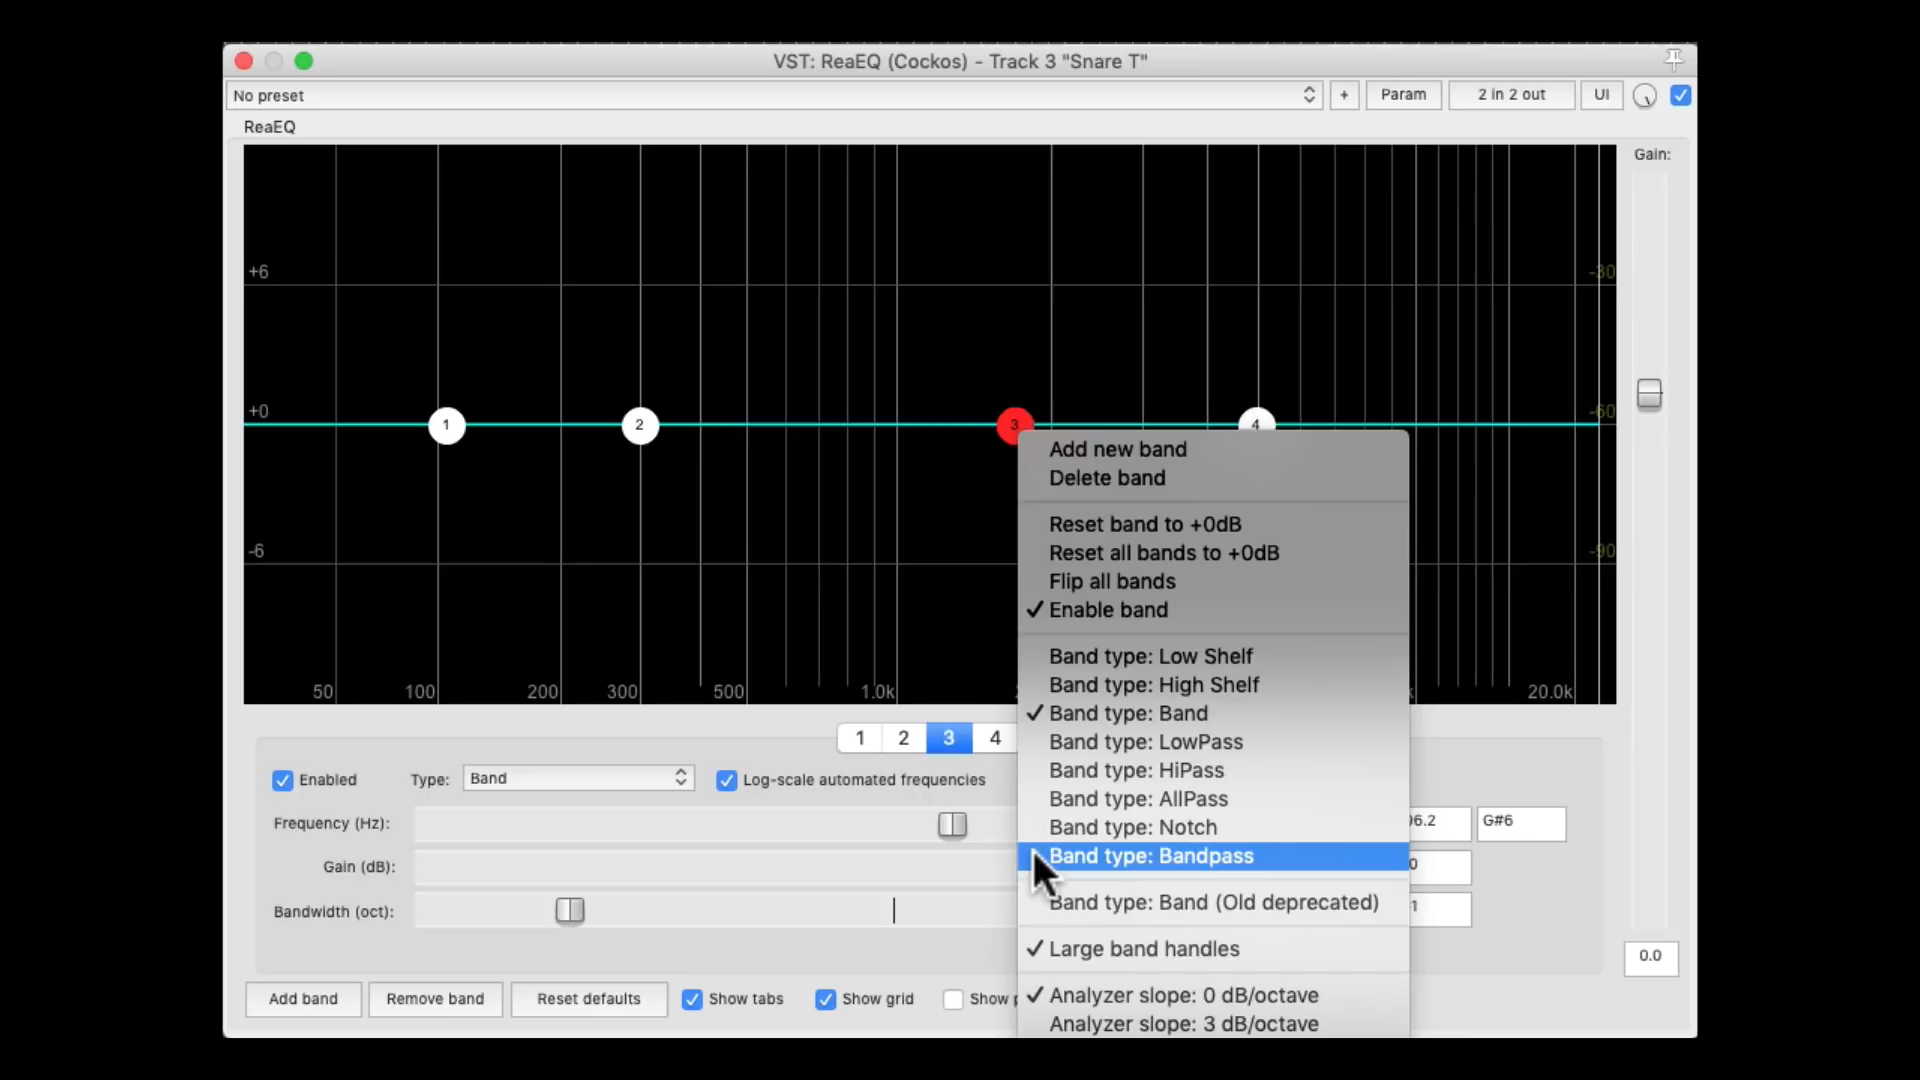 VST: ReaEQ (Cockos) - Track 3 "Snare T"
No preset
+
Param
2 in 2 out
UI
ReaEQ
Gain:
+6
-30
+0
-60
1
2
3
4
-6
-90
50
100
200
300
500
1.0k
20.0k
Add new band
Delete band
Reset band to +0dB
Reset all bands to +0dB
Flip all bands
Enable band
Band type: Low Shelf
Band type: High Shelf
Band type: Band
Band type: LowPass
Band type: HiPass
Band type: AllPass
Band type: Notch
Band type: Bandpass
Band type: Band (Old deprecated)
Large band handles
Analyzer slope: 0 dB/octave
Analyzer slope: 3 dB/octave
1 2 3 4
Enabled
Type:
Band
Log-scale automated frequencies
Frequency (Hz):
G#6
Gain (dB):
Bandwidth (oct):
0.0
Add band
Remove band
Reset defaults
Show tabs
Show grid
Show